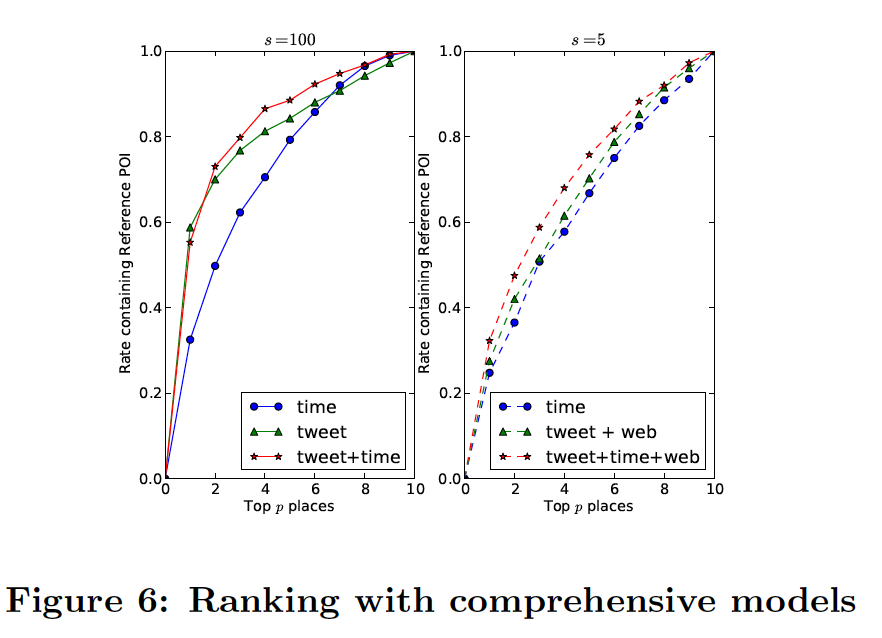 s=100
1.0
0.8
0.6
0.4
0.2
0.0
0 2 4 6 8 10
Rate containing Reference POI
Top p places
time
tweet
tweet+time
s=5
1.0
0.8
0.6
0.4
0.2
0.0
0 2 4 6 8 10
Rate containing Reference POI
Top p places
time
tweet + web
tweet+time+web
Figure 6: Ranking with comprehensive models